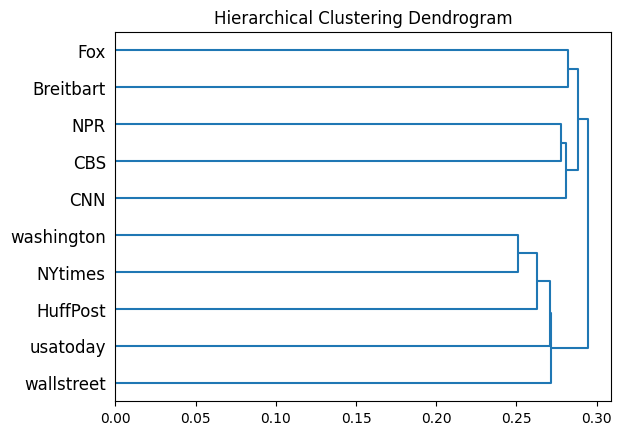 Hierarchical Clustering Dendrogram
Fox
Breitbart
NPR
CBS
CNN
washington
NYtimes
HuffPost
usatoday
wallstreet
0.00 0.05 0.10 0.15 0.20 0.25 0.30